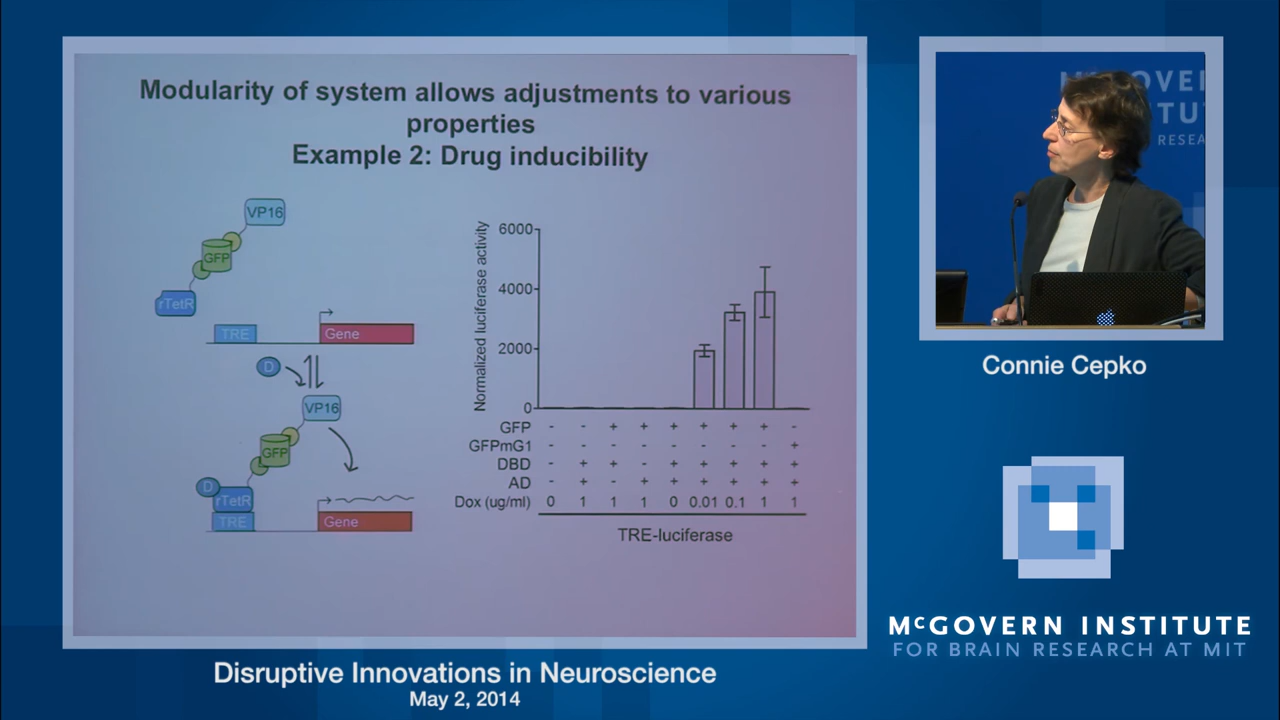 Modularity of system allows adjustments to various
properties
Example 2: Drug inducibility
VP16
GFP
rTetR
TRE
Gene
D
VP16
GFP
D
rTetR
TRE
Gene
Normalized luciferase activity
6000
4000
2000
0
GFP - - + + + + + + -
GFPmG1 - - - - - - - - +
DBD - + + - + + + + +
AD - + - + + + + + +
Dox (ug/ml) 0 1 1 1 0 0.01 0.1 1 1
TRE-luciferase
Disruptive Innovations in Neuroscience
May 2, 2014
McGOVERN
TU
RESEA
Connie Cepko
McGOVERN INSTITUTE
FOR BRAIN RESEARCH AT MIT